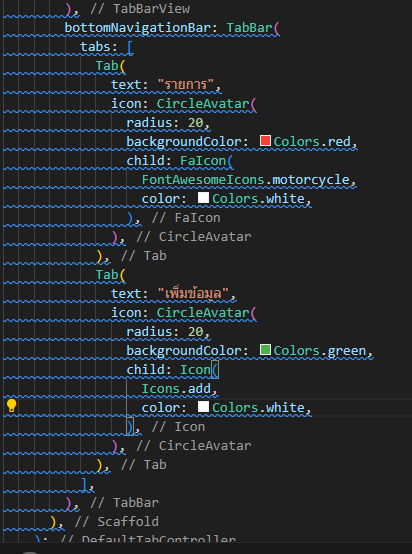 ), // TabBarView
bottomNavigationBar: TabBar(
tabs: [
Tab(
text: "รายการ",
icon: CircleAvatar(
radius: 20,
backgroundColor: Colors.red,
child: FaIcon(
FontAwesomeIcons.motorcycle,
color: Colors.white,
), // FaIcon
), // CircleAvatar
), // Tab
Tab(
text: "เพิ่มข้อมูล",
icon: CircleAvatar(
radius: 20,
backgroundColor: Colors.green,
child: Icon(
Icons.add,
color: Colors.white,
), // Icon
), // CircleAvatar
), // Tab
],
), // TabBar
), // Scaffold
); // DefaultTabController